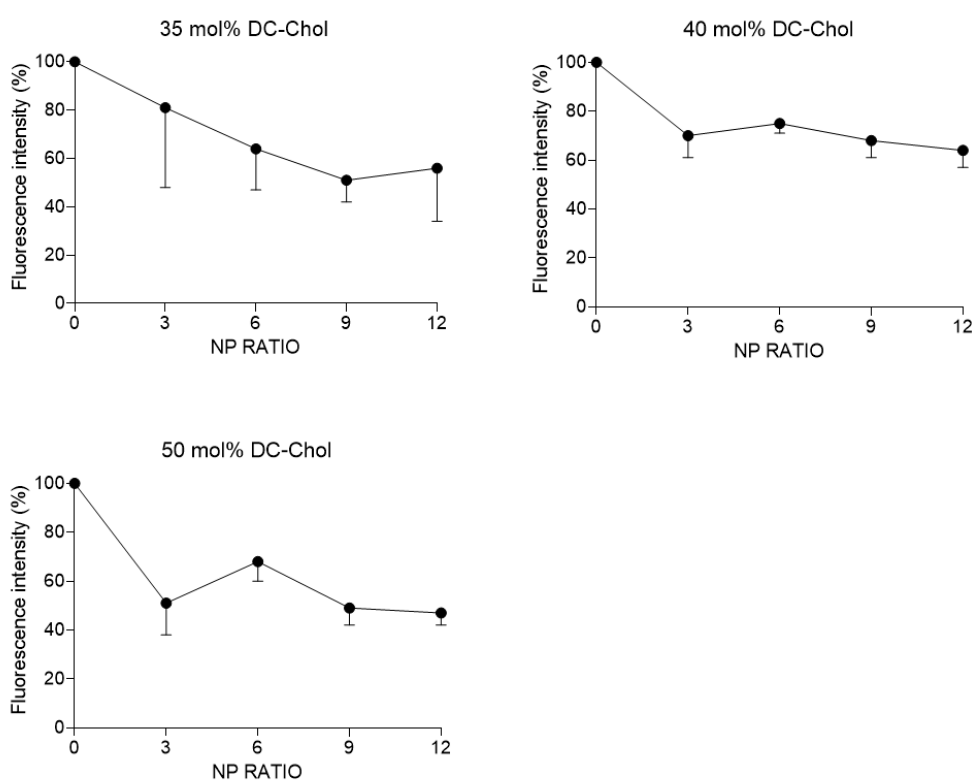 35 mol% DC-Chol
Fluorescence intensity (%)
100
80
60
40
20
0
0 3 6 9 12
NP RATIO
40 mol% DC-Chol
Fluorescence intensity (%)
100
80
60
40
20
0
0 3 6 9 12
NP RATIO
50 mol% DC-Chol
Fluorescence intensity (%)
100
80
60
40
20
0
0 3 6 9 12
NP RATIO